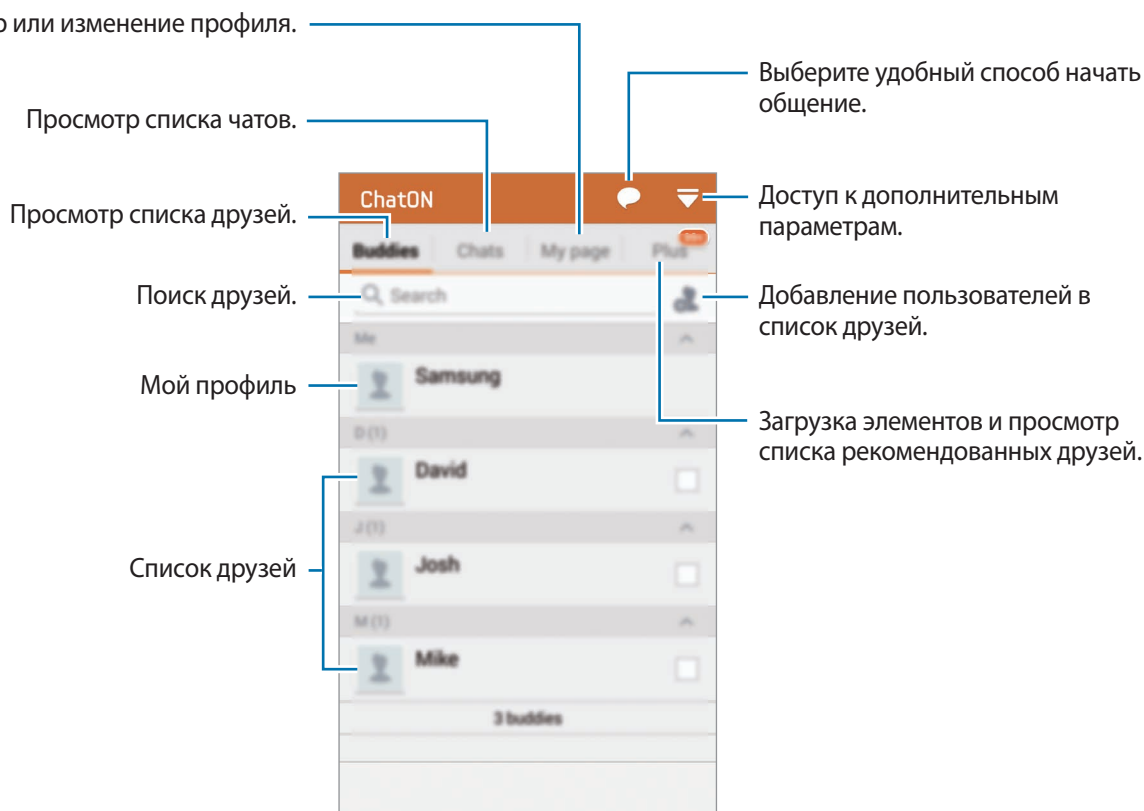 или изменение профиля.
Просмотр списка чатов.
Просмотр списка друзей.
Поиск друзей.
Мой профиль
Список друзей
Выберите удобный способ начать
общение.
Доступ к дополнительным
параметрам.
Добавление пользователей в
список друзей.
Загрузка элементов и просмотр
списка рекомендованных друзей.
ChatON
Buddies Chats My page Plus
Search
Me
Samsung
D (1)
David
J (1)
Josh
M (1)
Mike
3 buddies